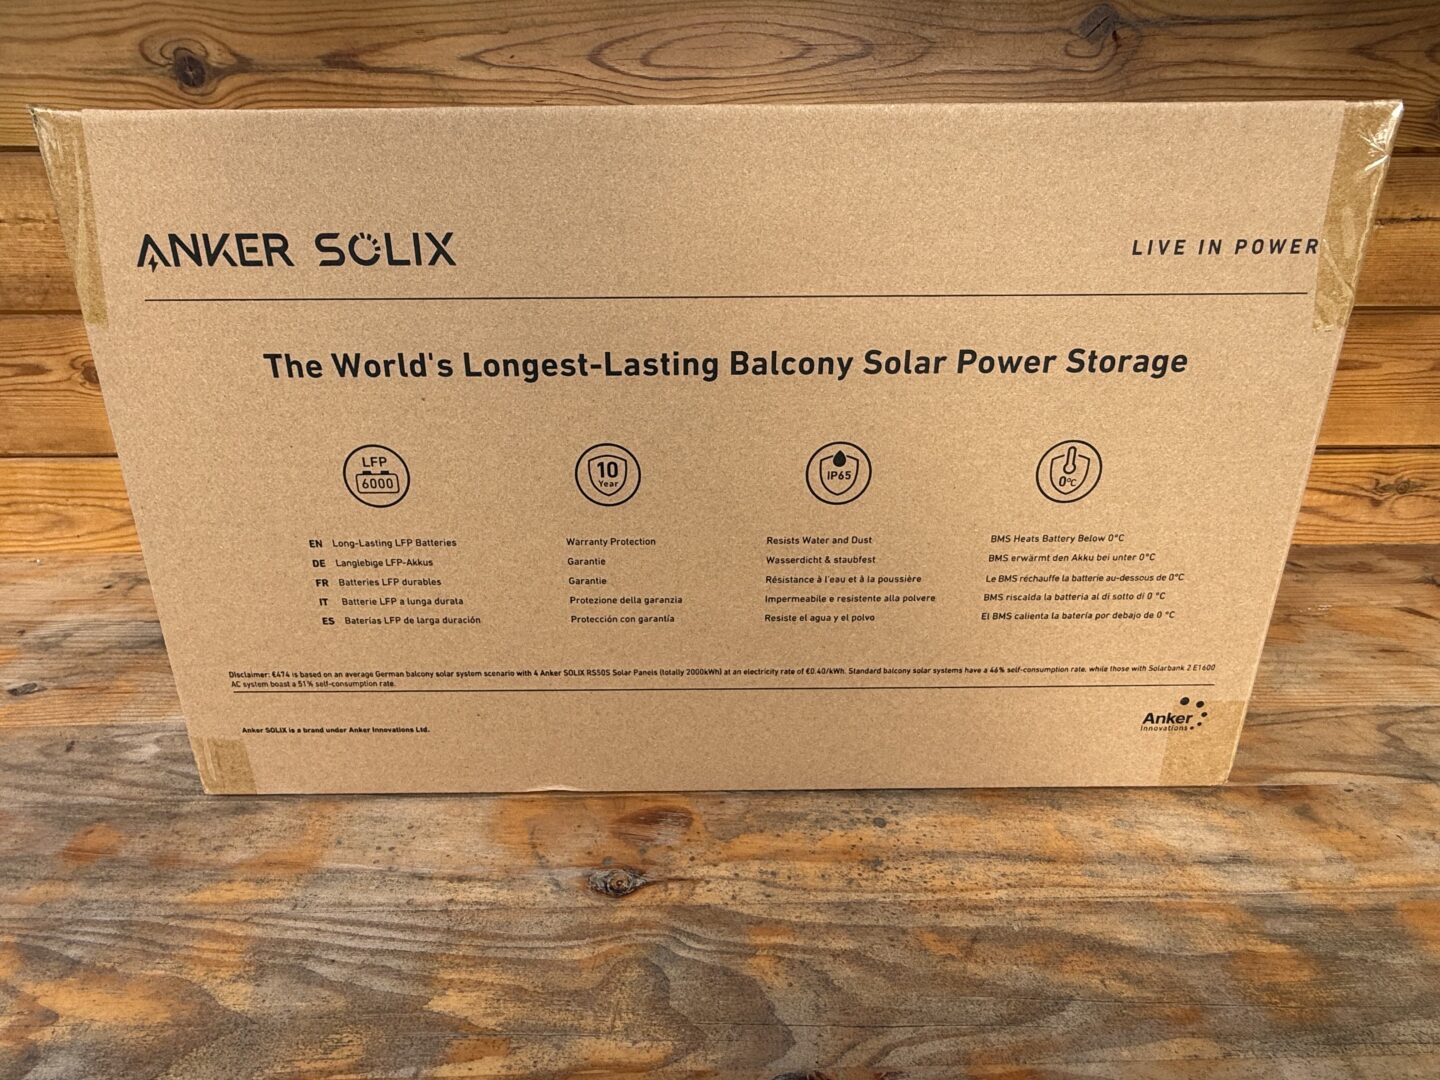 ANKER SOLIX
LIVE IN POWER
The World's Longest-Lasting Balcony Solar Power Storage
LFP
6000
10
Year
IP65
0°C
EN Long-Lasting LFP Batteries
DE Langlebige LFP-Akkus
FR Batteries LFP durables
IT Batterie LFP a lunga durata
ES Baterías LFP de larga duración
Warranty Protection
Garantie
Garantie
Protezione della garanzia
Protección con garantía
Resists Water and Dust
Wasserdicht & staubfest
Résistance à l'eau et à la poussière
Impermeabile e resistente alla polvere
Resiste el agua y el polvo
BMS Heats Battery Below 0°C
BMS erwärmt den Akku bei unter 0°C
Le BMS réchauffe la batterie au-dessous de 0°C
BMS riscalda la batteria al di sotto di 0 °C
El BMS calienta la batería por debajo de 0 °C
Disclaimer: €474 is based on an average German balcony solar system scenario with 4 Anker SOLIX RS50S Solar Panels (totally 2000kWh) at an electricity rate of €0.40/kWh. Standard balcony solar systems have a 46% self-consumption rate, while those with Solarbank 2 E1600
AC system boast a 51% self-consumption rate.
Anker SOLIX is a brand under Anker Innovations Ltd.
Anker
Innovations